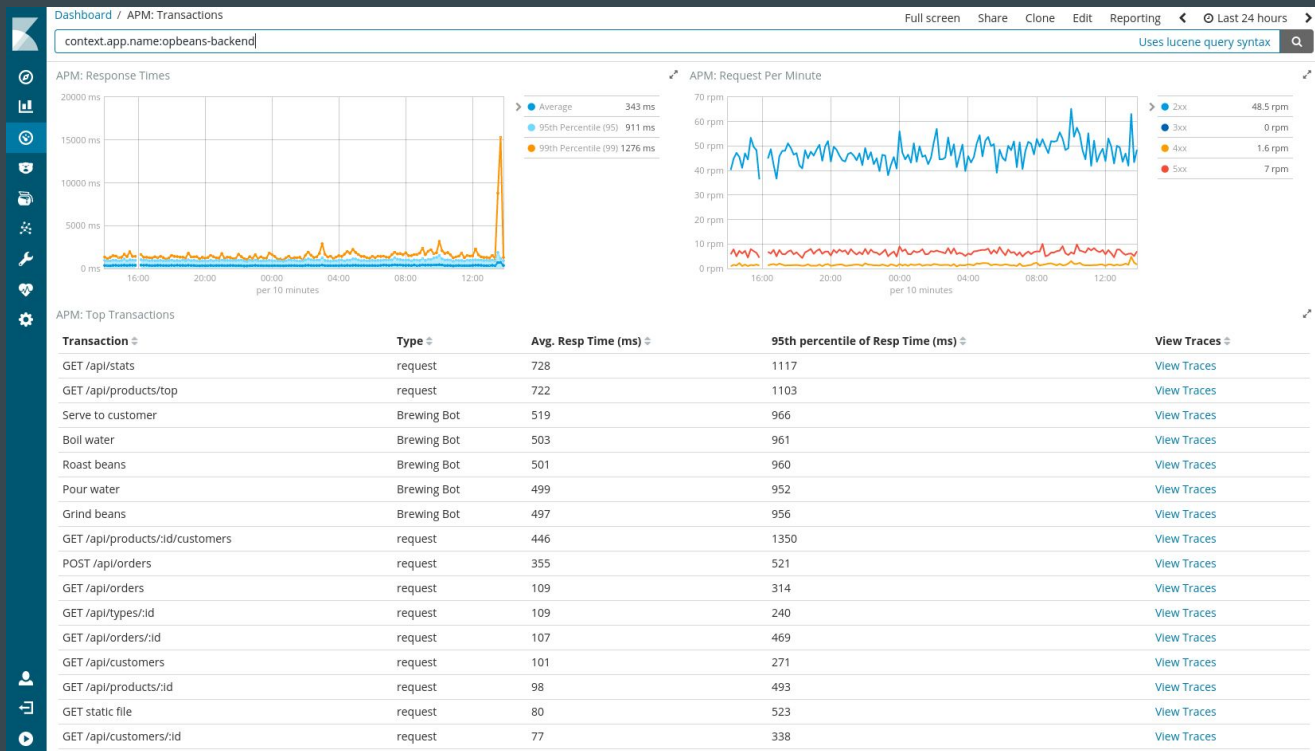 Dashboard / APM: Transactions
Full screen Share Clone Edit Reporting Last 24 hours
context.app.name:opbeans-backend
Uses lucene query syntax
APM: Response Times
20000 ms
15000 ms
10000 ms
5000 ms
0 ms
16:00 20:00 00:00 04:00 08:00 12:00
per 10 minutes
Average 343 ms
95th Percentile (95) 911 ms
99th Percentile (99) 1276 ms
APM: Request Per Minute
70 rpm
60 rpm
50 rpm
40 rpm
30 rpm
20 rpm
10 rpm
0 rpm
16:00 20:00 00:00 04:00 08:00 12:00
per 10 minutes
2xx 48.5 rpm
3xx 0 rpm
4xx 1.6 rpm
5xx 7 rpm
APM: Top Transactions
Transaction Type Avg. Resp Time (ms) 95th percentile of Resp Time (ms) View Traces
GET /api/stats request 728 1117 View Traces
GET /api/products/top request 722 1103 View Traces
Serve to customer Brewing Bot 519 966 View Traces
Boil water Brewing Bot 503 961 View Traces
Roast beans Brewing Bot 501 960 View Traces
Pour water Brewing Bot 499 952 View Traces
Grind beans Brewing Bot 497 956 View Traces
GET /api/products/:id/customers request 446 1350 View Traces
POST /api/orders request 355 521 View Traces
GET /api/orders request 109 314 View Traces
GET /api/types/:id request 109 240 View Traces
GET /api/orders/:id request 107 469 View Traces
GET /api/customers request 101 271 View Traces
GET /api/products/:id request 98 493 View Traces
GET static file request 80 523 View Traces
GET /api/customers/:id request 77 338 View Traces